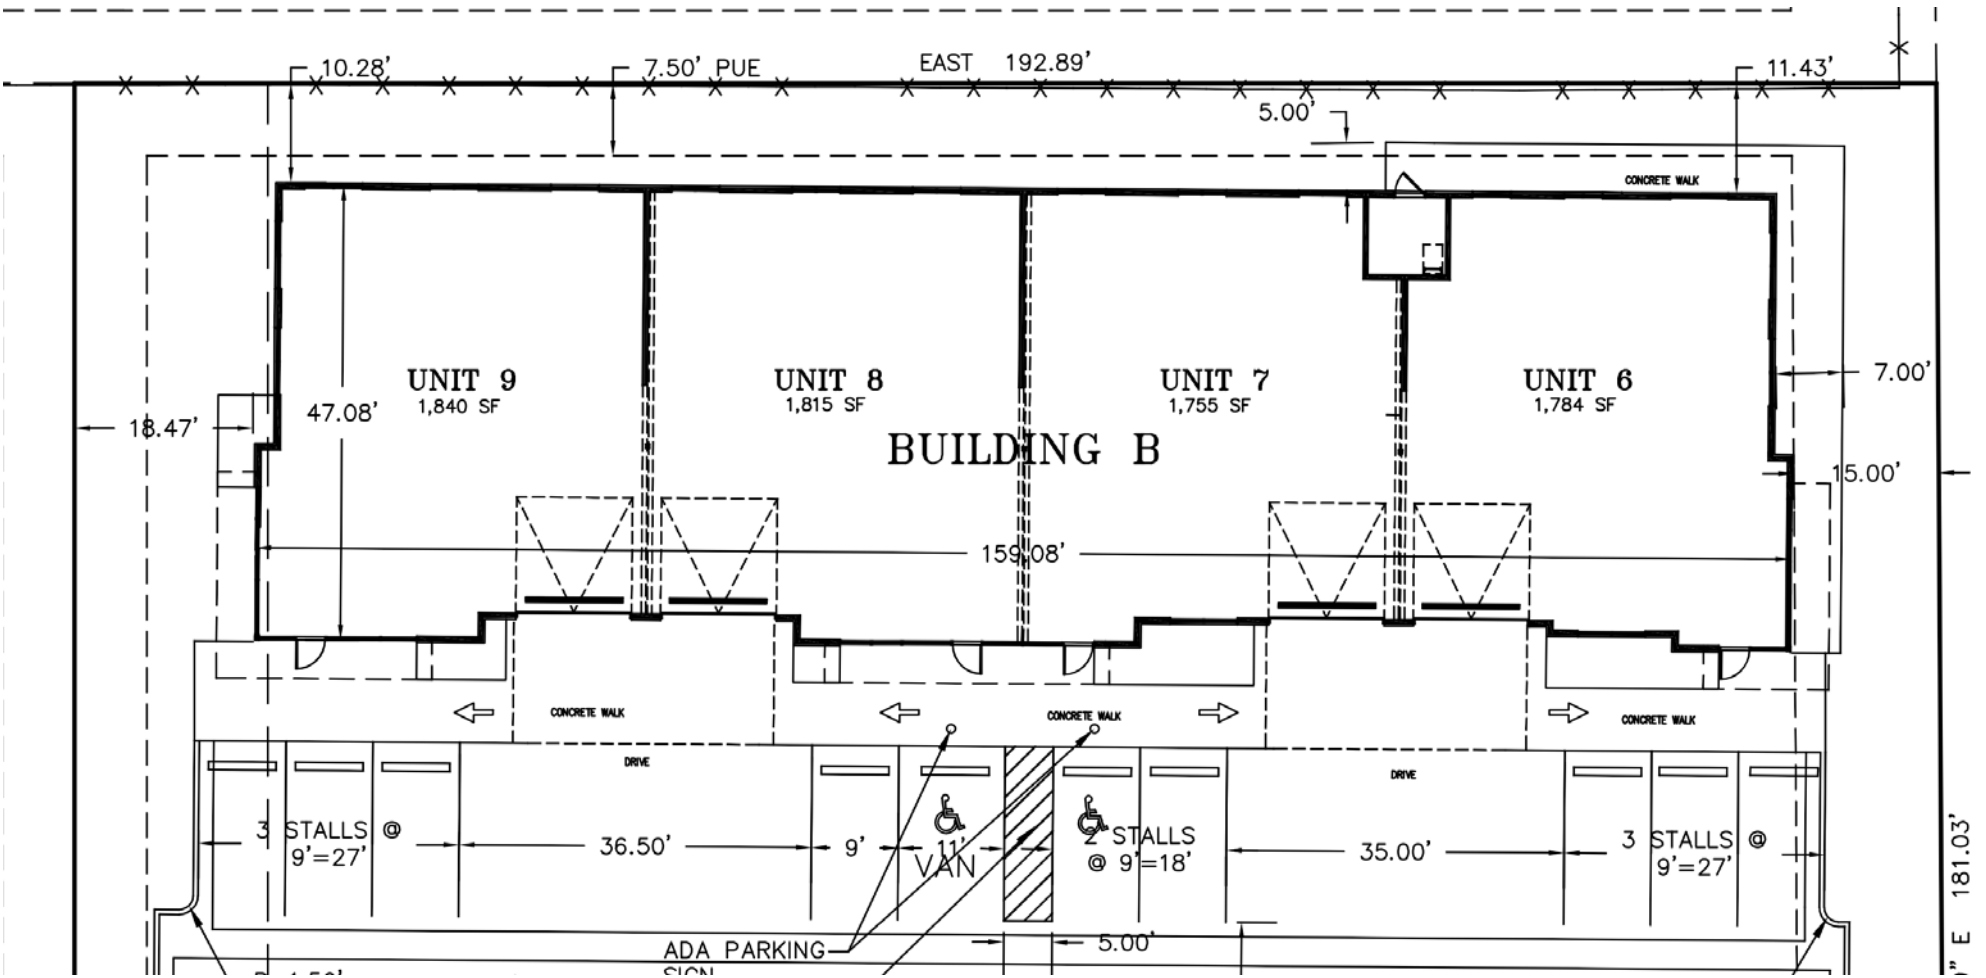 EAST 192.89'
10.28'
7.50' PUE
11.43'
5.00'
CONCRETE WALK
UNIT 9
1,840 SF
UNIT 8
1,815 SF
UNIT 7
1,755 SF
UNIT 6
1,784 SF
7.00'
18.47'
47.08'
BUILDING B
15.00'
159.08'
CONCRETE WALK
CONCRETE WALK
CONCRETE WALK
DRIVE
DRIVE
3 STALLS @
9'=27'
36.50'
9'
11'
VAN
2 STALLS
@ 9'=18'
35.00'
3 STALLS @
9'=27'
E 181.03'
ADA PARKING
SIGN
5.00'